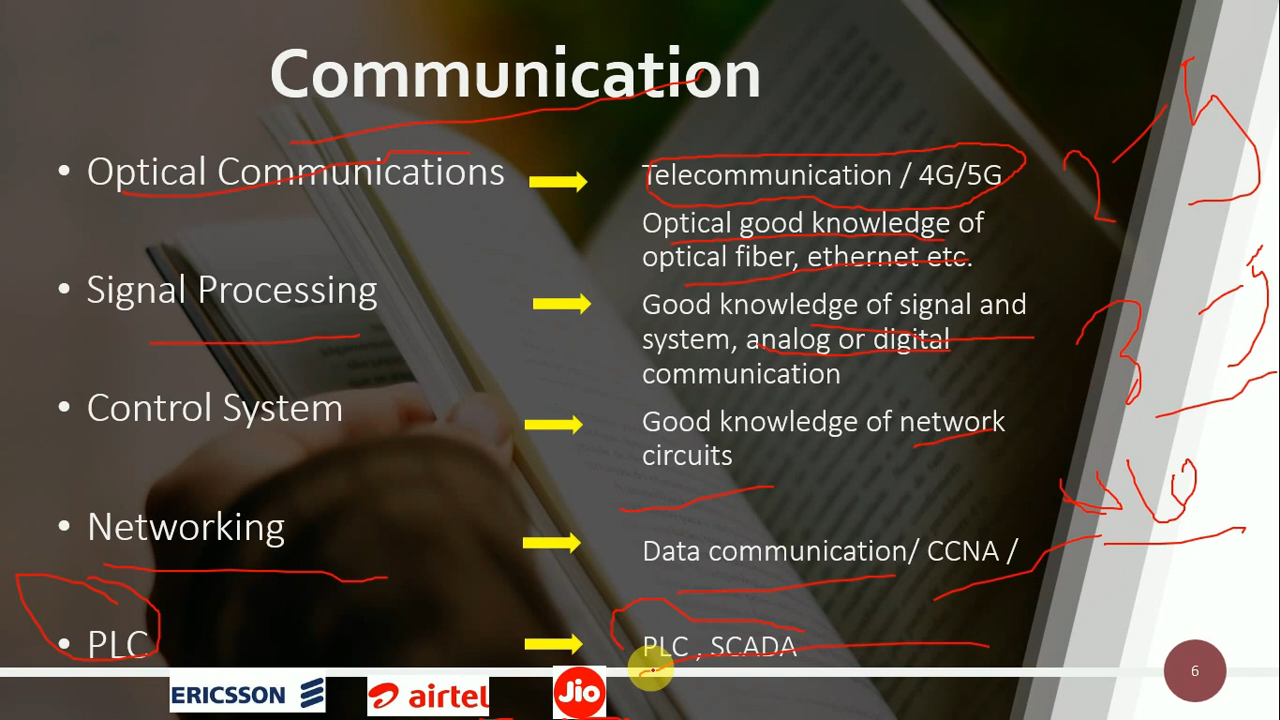 Communication
• Optical Communications
Telecommunication / 4G/5G
Optical good knowledge of
optical fiber, ethernet etc.
• Signal Processing
Good knowledge of signal and
system, analog or digital
communication
• Control System
Good knowledge of network
circuits
• Networking
Data communication/ CCNA /
• PLC
PLC , SCADA
6
ERICSSON
airtel
Jio